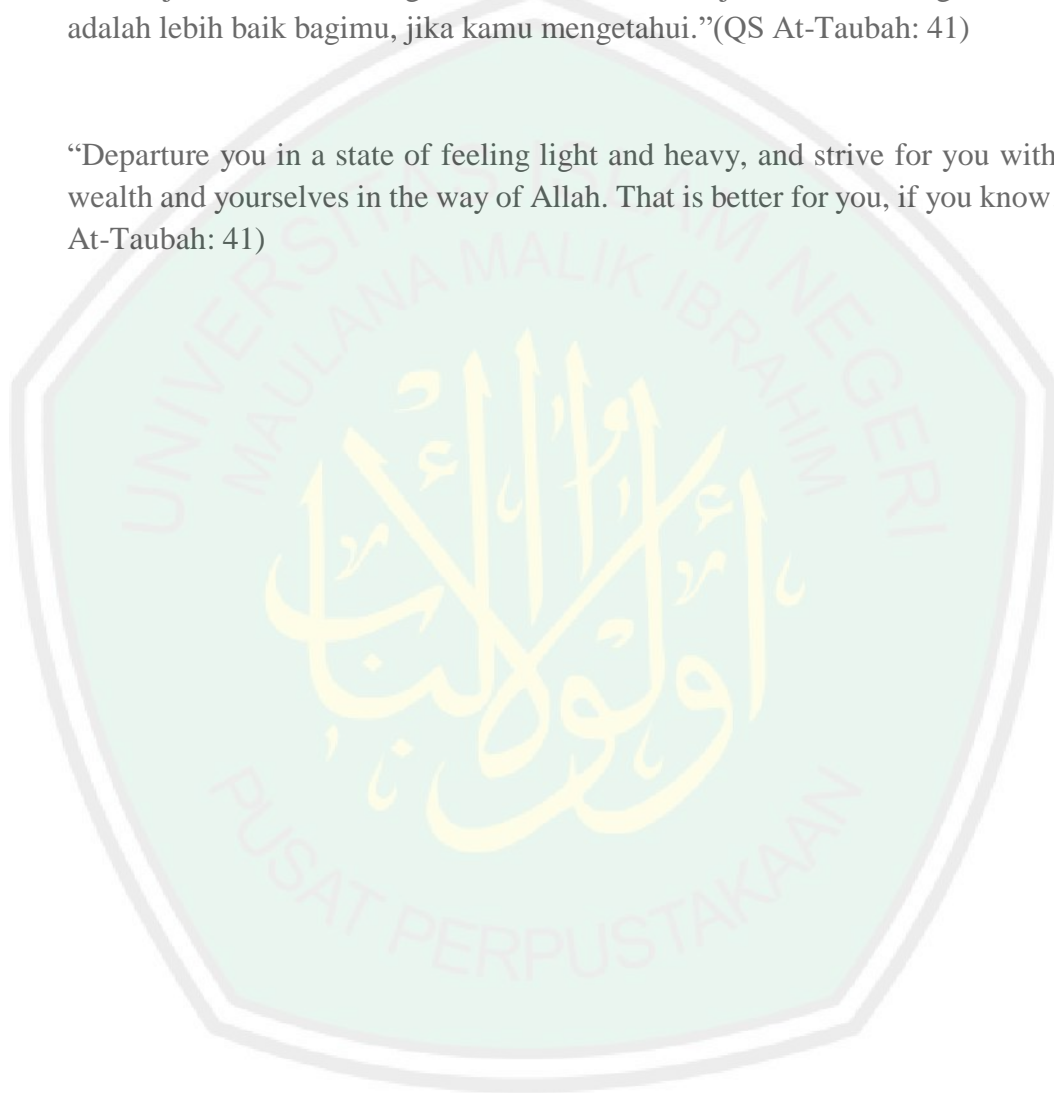 adalah lebih baik bagimu, jika kamu mengetahui.”(QS At-Taubah: 41)
“Departure you in a state of feeling light and heavy, and strive for you with
wealth and yourselves in the way of Allah. That is better for you, if you know
At-Taubah: 41)
UNIVERSITAS ISLAM NEGERI
MAULANA MALIK IBRAHIM
أولوا الألباب
PUSAT PERPUSTAKAAN